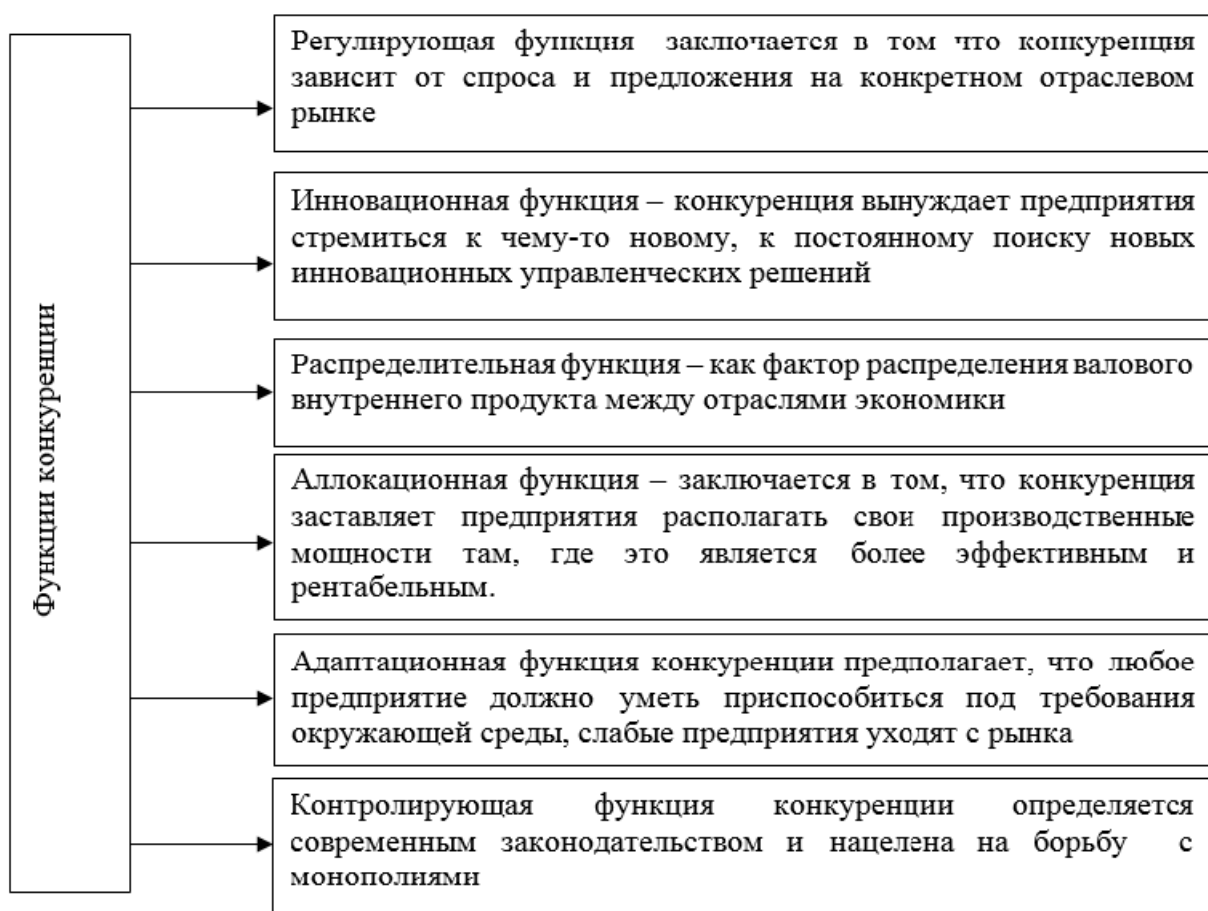 Функции конкуренции
Регулирующая функция заключается в том что конкуренция
зависит от спроса и предложения на конкретном отраслевом
рынке
Инновационная функция – конкуренция вынуждает предприятия
стремиться к чему-то новому, к постоянному поиску новых
инновационных управленческих решений
Распределительная функция – как фактор распределения валового
внутреннего продукта между отраслями экономики
Аллокационная функция – заключается в том, что конкуренция
заставляет предприятия располагать свои производственные
мощности там, где это является более эффективным и
рентабельным.
Адаптационная функция конкуренции предполагает, что любое
предприятие должно уметь приспособиться под требования
окружающей среды, слабые предприятия уходят с рынка
Контролирующая функция конкуренции определяется
современным законодательством и нацелена на борьбу с
монополиями